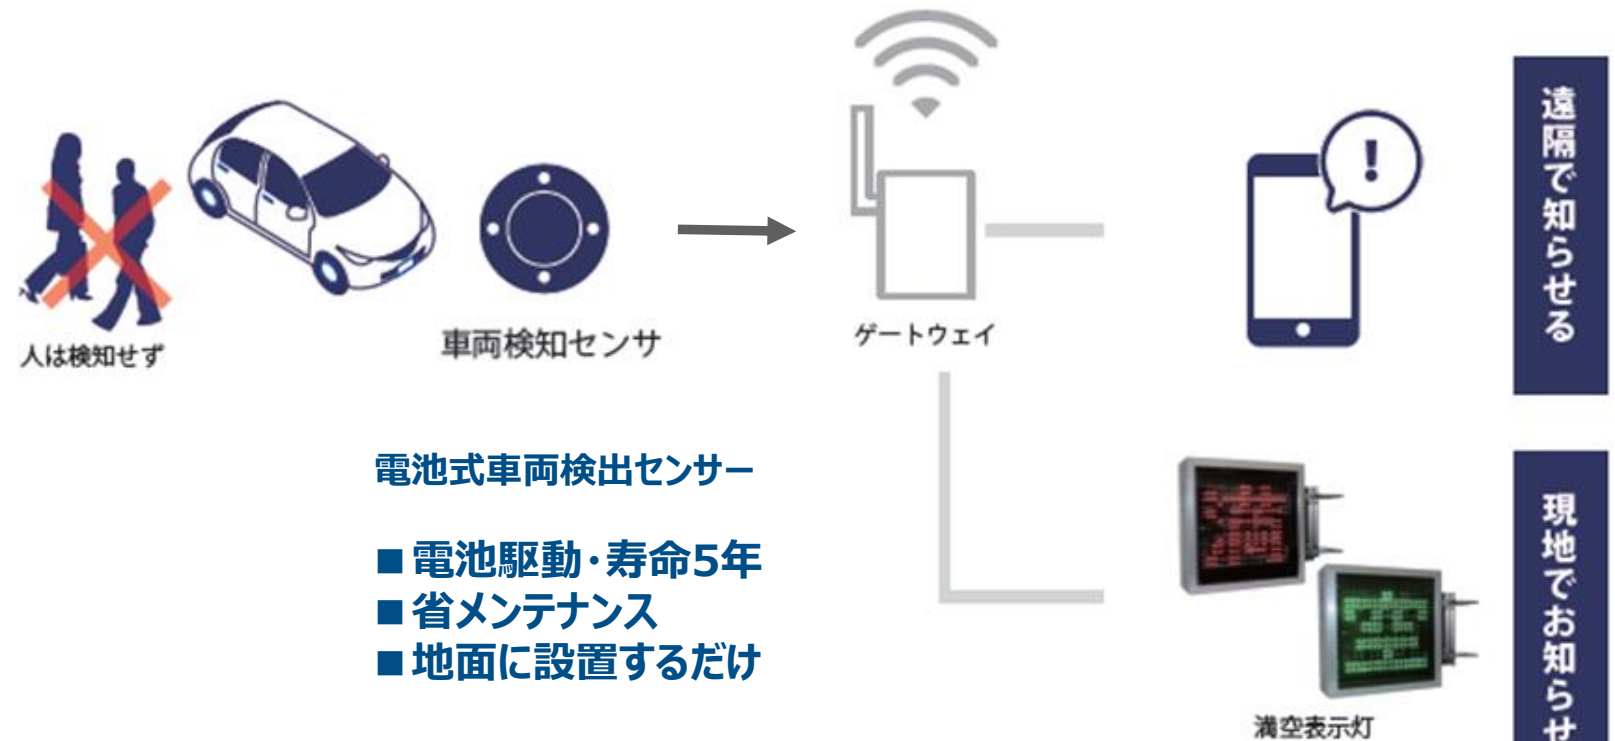 人は検知せず
車両検知センサ
ゲートウェイ
遠隔で知らせる
電池式車両検出センサー
■電池駆動･寿命5年
■省メンテナンス
■地面に設置するだけ
満
空
満空表示灯
現地でお知らせ